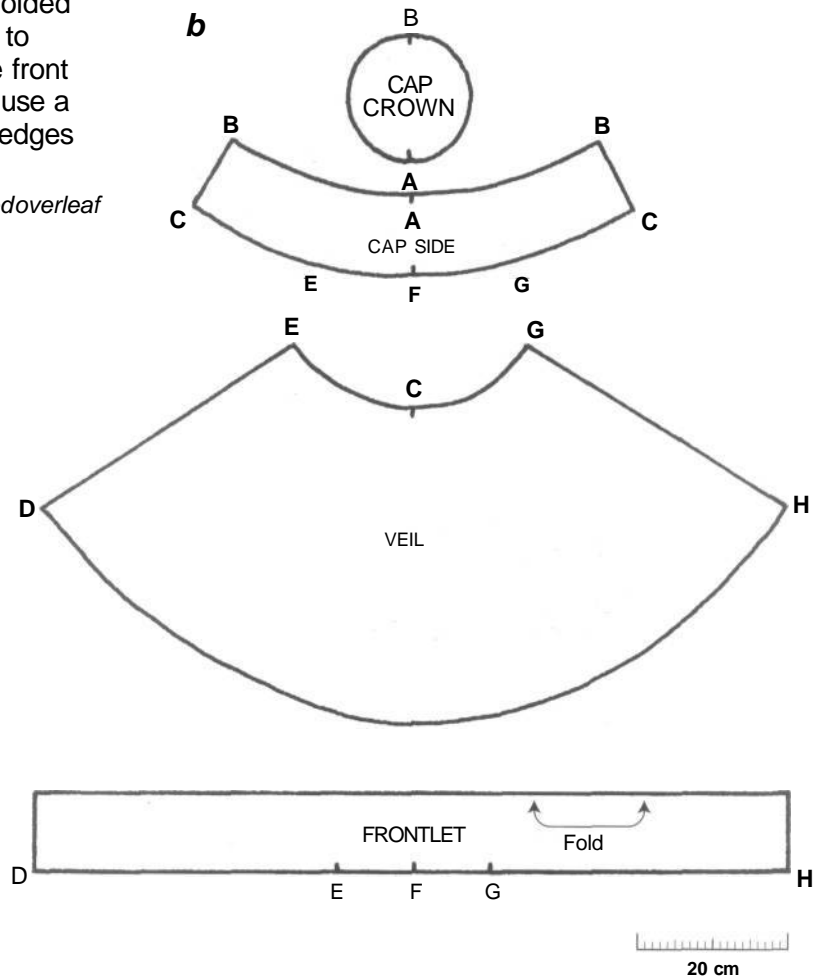 olded
to
e front
use a
edges
doverleaf
b
B
CAP
CROWN
A
B
B
C
C
A
CAP SIDE
E
F
G
E
G
C
D
H
VEIL
FRONTLET
Fold
D
E
F
G
H
20 cm